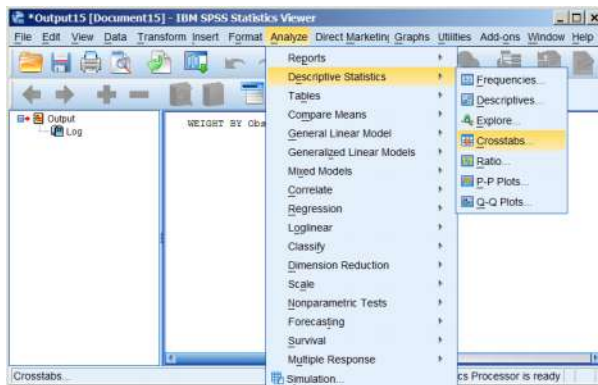 *Output15 [Document15] - IBM SPSS Statistics Viewer
File Edit View Data Transform Insert Format Analyze Direct Marketing Graphs Utilities Add-ons Window Help
Reports
Descriptive Statistics
Tables
Compare Means
General Linear Model
Generalized Linear Models
Mixed Models
Correlate
Regression
Loglinear
Classify
Dimension Reduction
Scale
Nonparametric Tests
Forecasting
Survival
Multiple Response
Simulation...
Frequencies...
Descriptives...
Explore...
Crosstabs...
Ratio...
P-P Plots...
Q-Q Plots...
Output
Log
WEIGHT BY Obs
Crosstabs...
cs Processor is ready